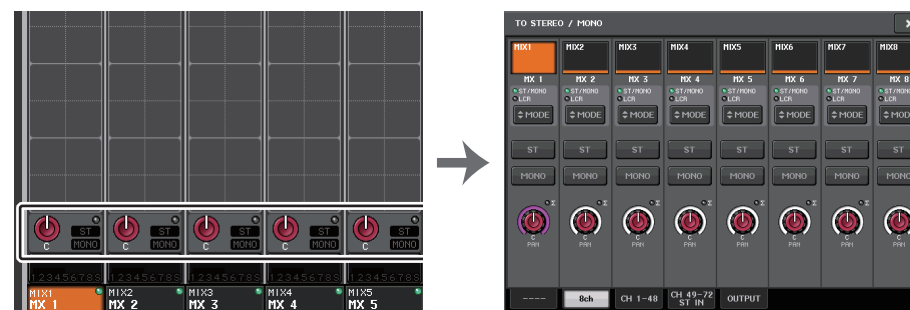 C ST MONO C ST MONO C ST MONO C ST MONO C ST MONO
12345678S 12345678S 12345678S 12345678S 12345678S
MIX1 MIX2 MIX3 MIX4 MIX5
MX 1 MX 2 MX 3 MX 4 MX 5
TO STEREO / MONO
MIX1 MIX2 MIX3 MIX4 MIX5 MIX6 MIX7 MIX8
MX 1 MX 2 MX 3 MX 4 MX 5 MX 6 MX 7 MX 8
ST/MONO ST/MONO ST/MONO ST/MONO ST/MONO ST/MONO ST/MONO ST/MONO
LCR LCR LCR LCR LCR LCR LCR LCR
MODE MODE MODE MODE MODE MODE MODE MOD
ST ST ST ST ST ST ST ST
MONO MONO MONO MONO MONO MONO MONO MONO
Σ Σ Σ Σ Σ Σ Σ
C C C C C C C C
PAN PAN PAN PAN PAN PAN PAN PAN
---- 8ch CH 1-48 CH 49-72 ST IN OUTPUT